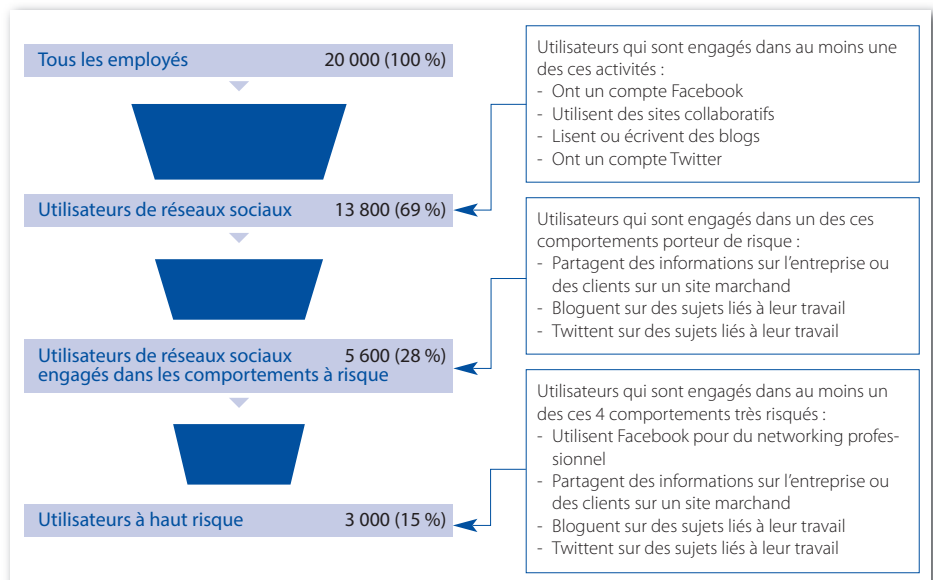 Tous les employés 20 000 (100 %)
Utilisateurs qui sont engagés dans au moins une
des ces activités :
- Ont un compte Facebook
- Utilisent des sites collaboratifs
- Lisent ou écrivent des blogs
- Ont un compte Twitter
Utilisateurs de réseaux sociaux 13 800 (69 %)
Utilisateurs qui sont engagés dans un des ces
comportements porteur de risque :
- Partagent des informations sur l'entreprise ou
des clients sur un site marchand
- Bloguent sur des sujets liés à leur travail
- Twittent sur des sujets liés à leur travail
Utilisateurs de réseaux sociaux 5 600 (28 %)
engagés dans les comportements à risque
Utilisateurs qui sont engagés dans au moins un
des ces 4 comportements très risqués :
- Utilisent Facebook pour du networking profes-
sionnel
- Partagent des informations sur l'entreprise ou
des clients sur un site marchand
- Bloguent sur des sujets liés à leur travail
- Twittent sur des sujets liés à leur travail
Utilisateurs à haut risque 3 000 (15 %)